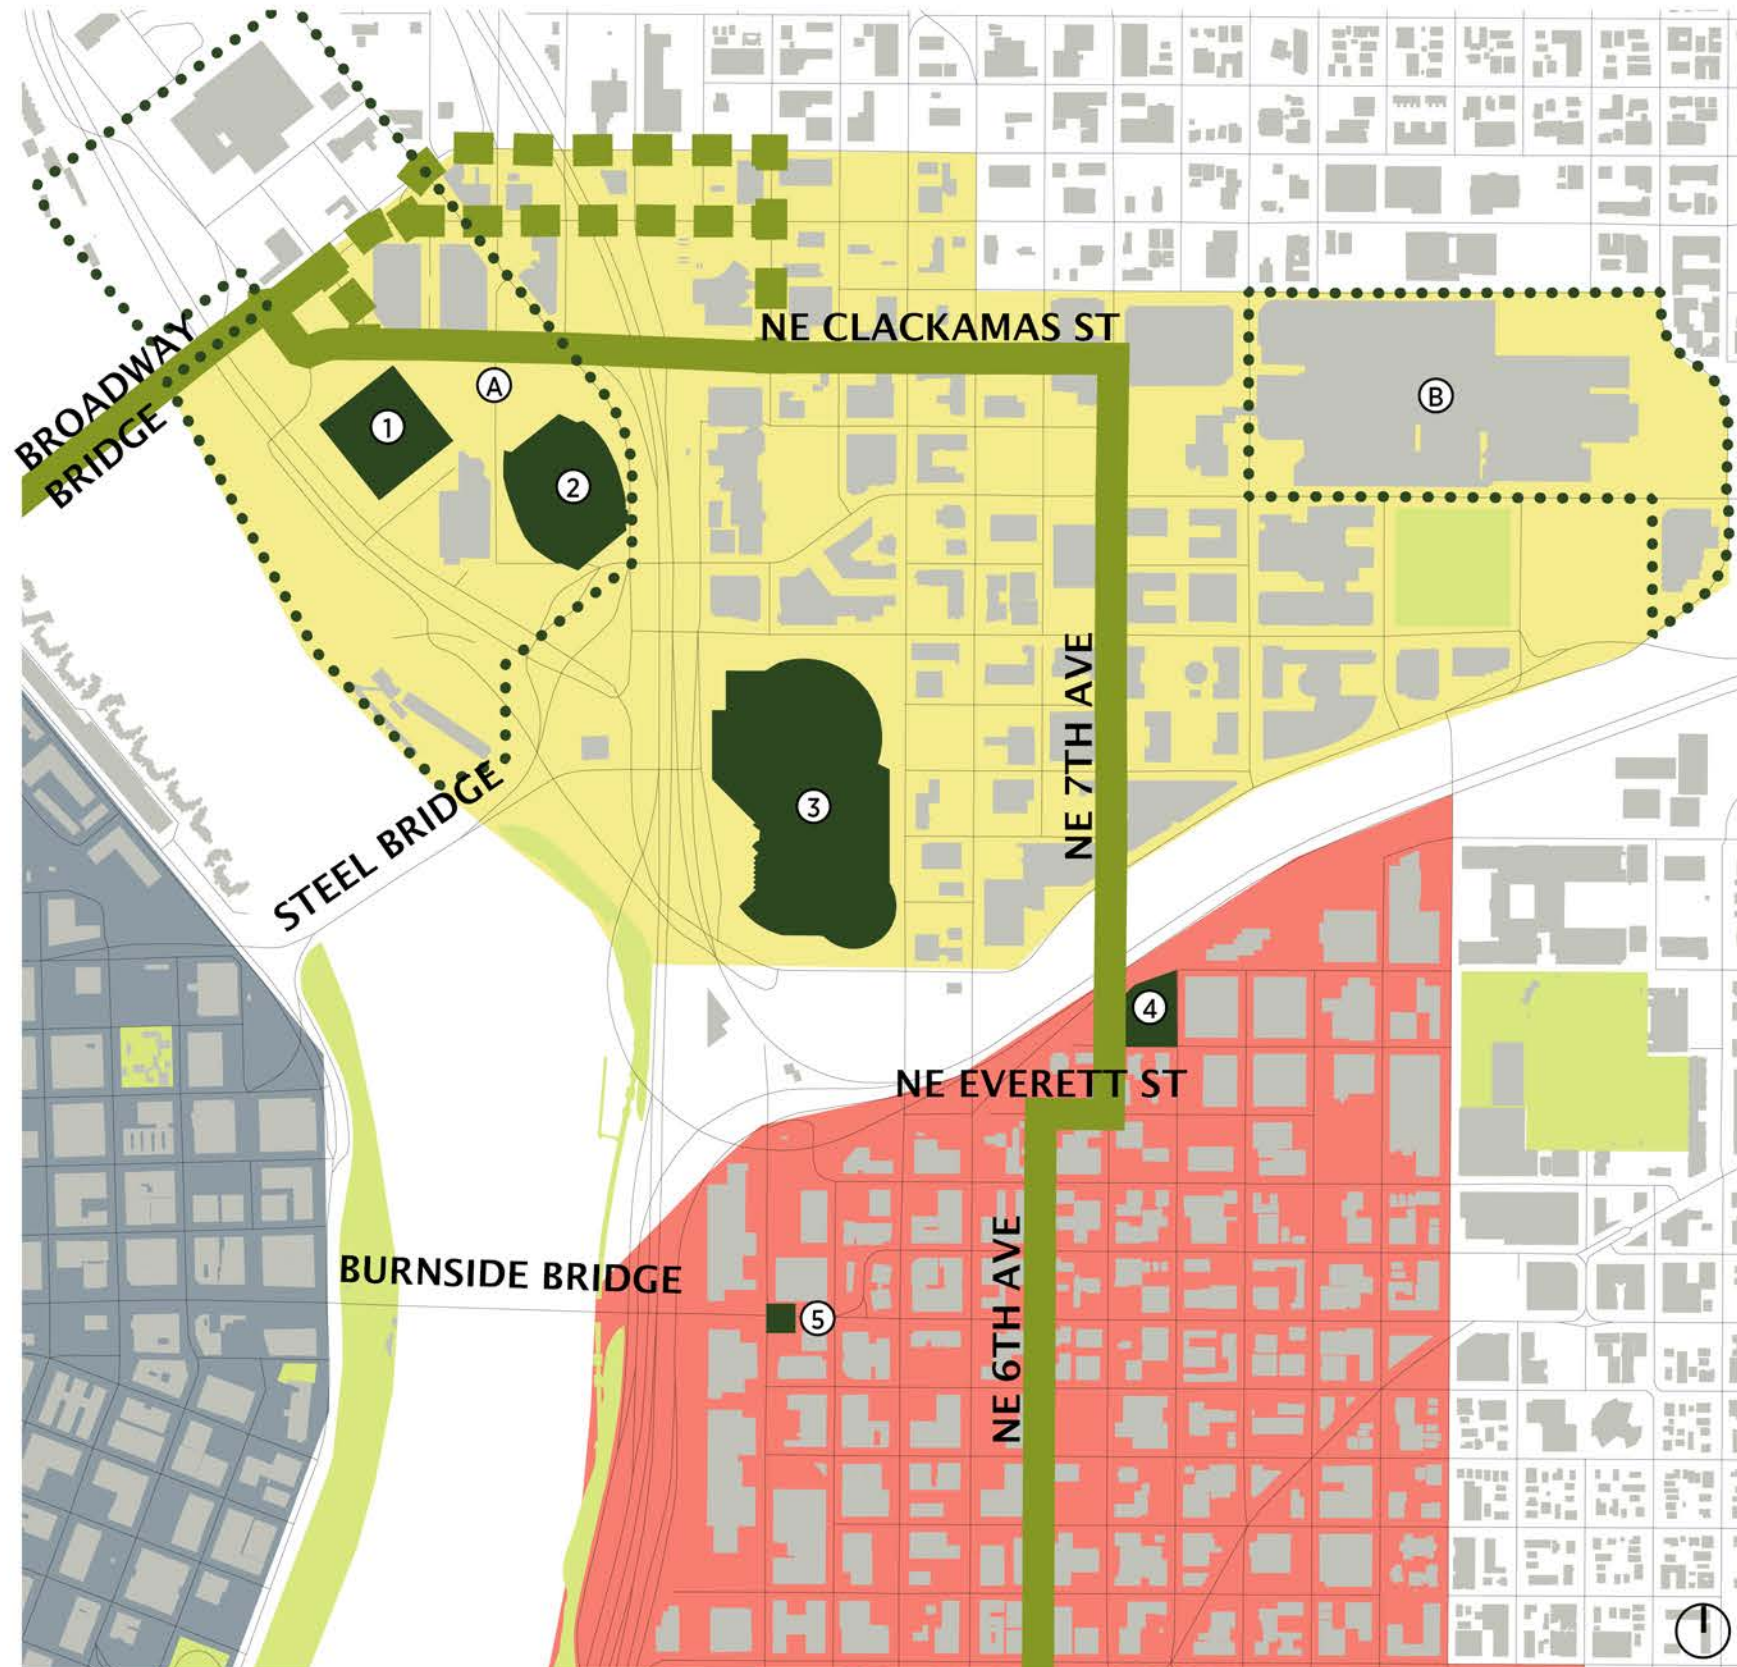 NE CLACKAMAS ST
BROADWAY
BRIDGE
A
B
1
2
NE 7TH AVE
3
STEEL BRIDGE
4
NE EVERETT ST
BURNSIDE BRIDGE
5
NE 6TH AVE